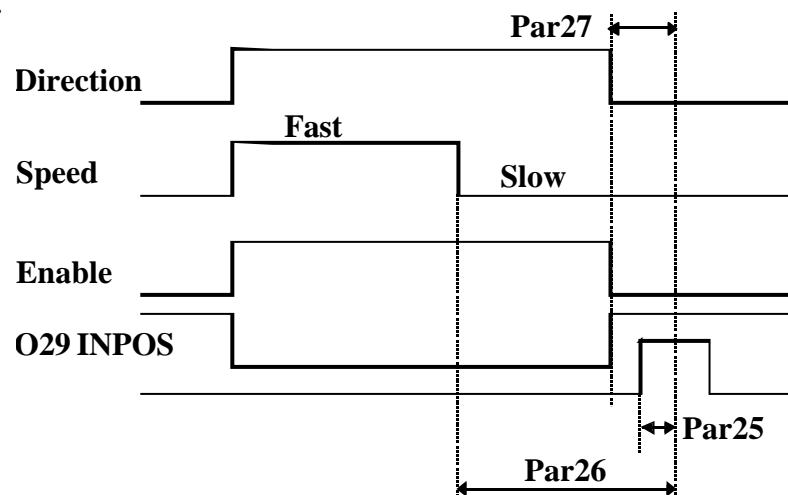 Par27
Direction
Fast
Speed
Slow
Enable
O29 INPOS
Par25
Par26